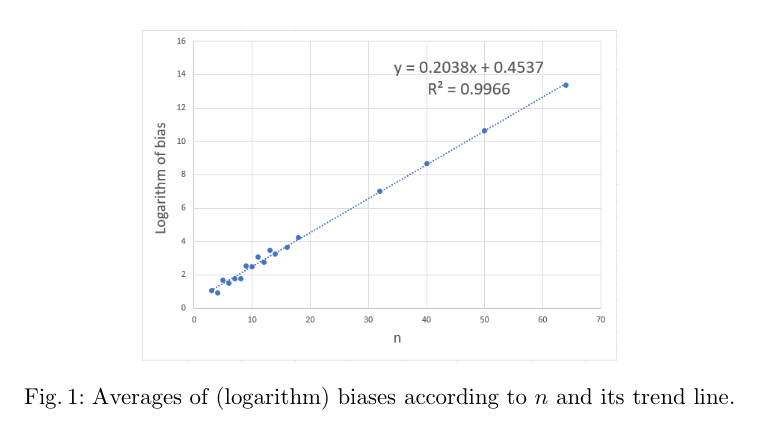 16
14
12
10
8
6
4
2
0
y = 0.2038x + 0.4537
R² = 0.9966
Logarithm of bias
0 10 20 30 40 50 60 70
n
Fig. 1: Averages of (logarithm) biases according to n and its trend line.